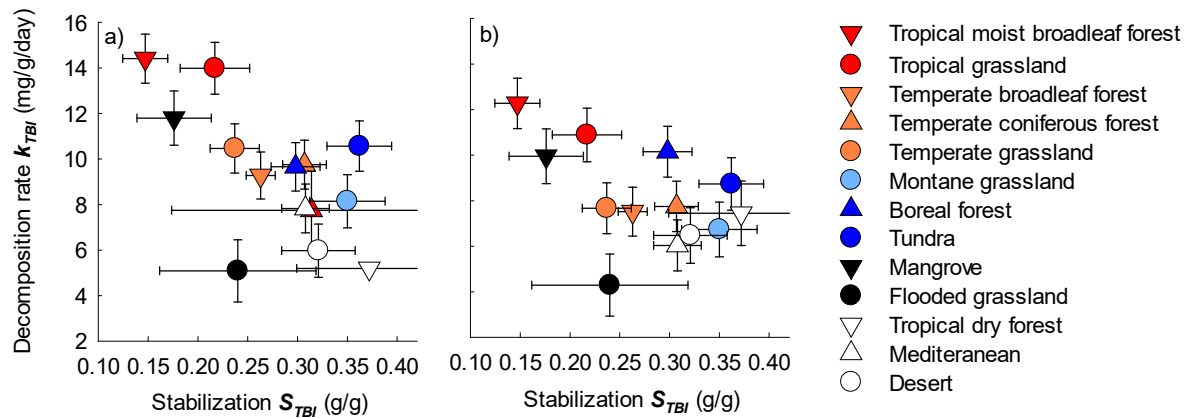 a)
b)
Decomposition rate k_TBI (mg/g/day)
16
14
12
10
8
6
4
2
0.10 0.15 0.20 0.25 0.30 0.35 0.40
0.10 0.15 0.20 0.25 0.30 0.35 0.40
Stabilization S_TBI (g/g)
Stabilization S_TBI (g/g)
Tropical moist broadleaf forest
Tropical grassland
Temperate broadleaf forest
Temperate coniferous forest
Temperate grassland
Montane grassland
Boreal forest
Tundra
Mangrove
Flooded grassland
Tropical dry forest
Mediteranean
Desert